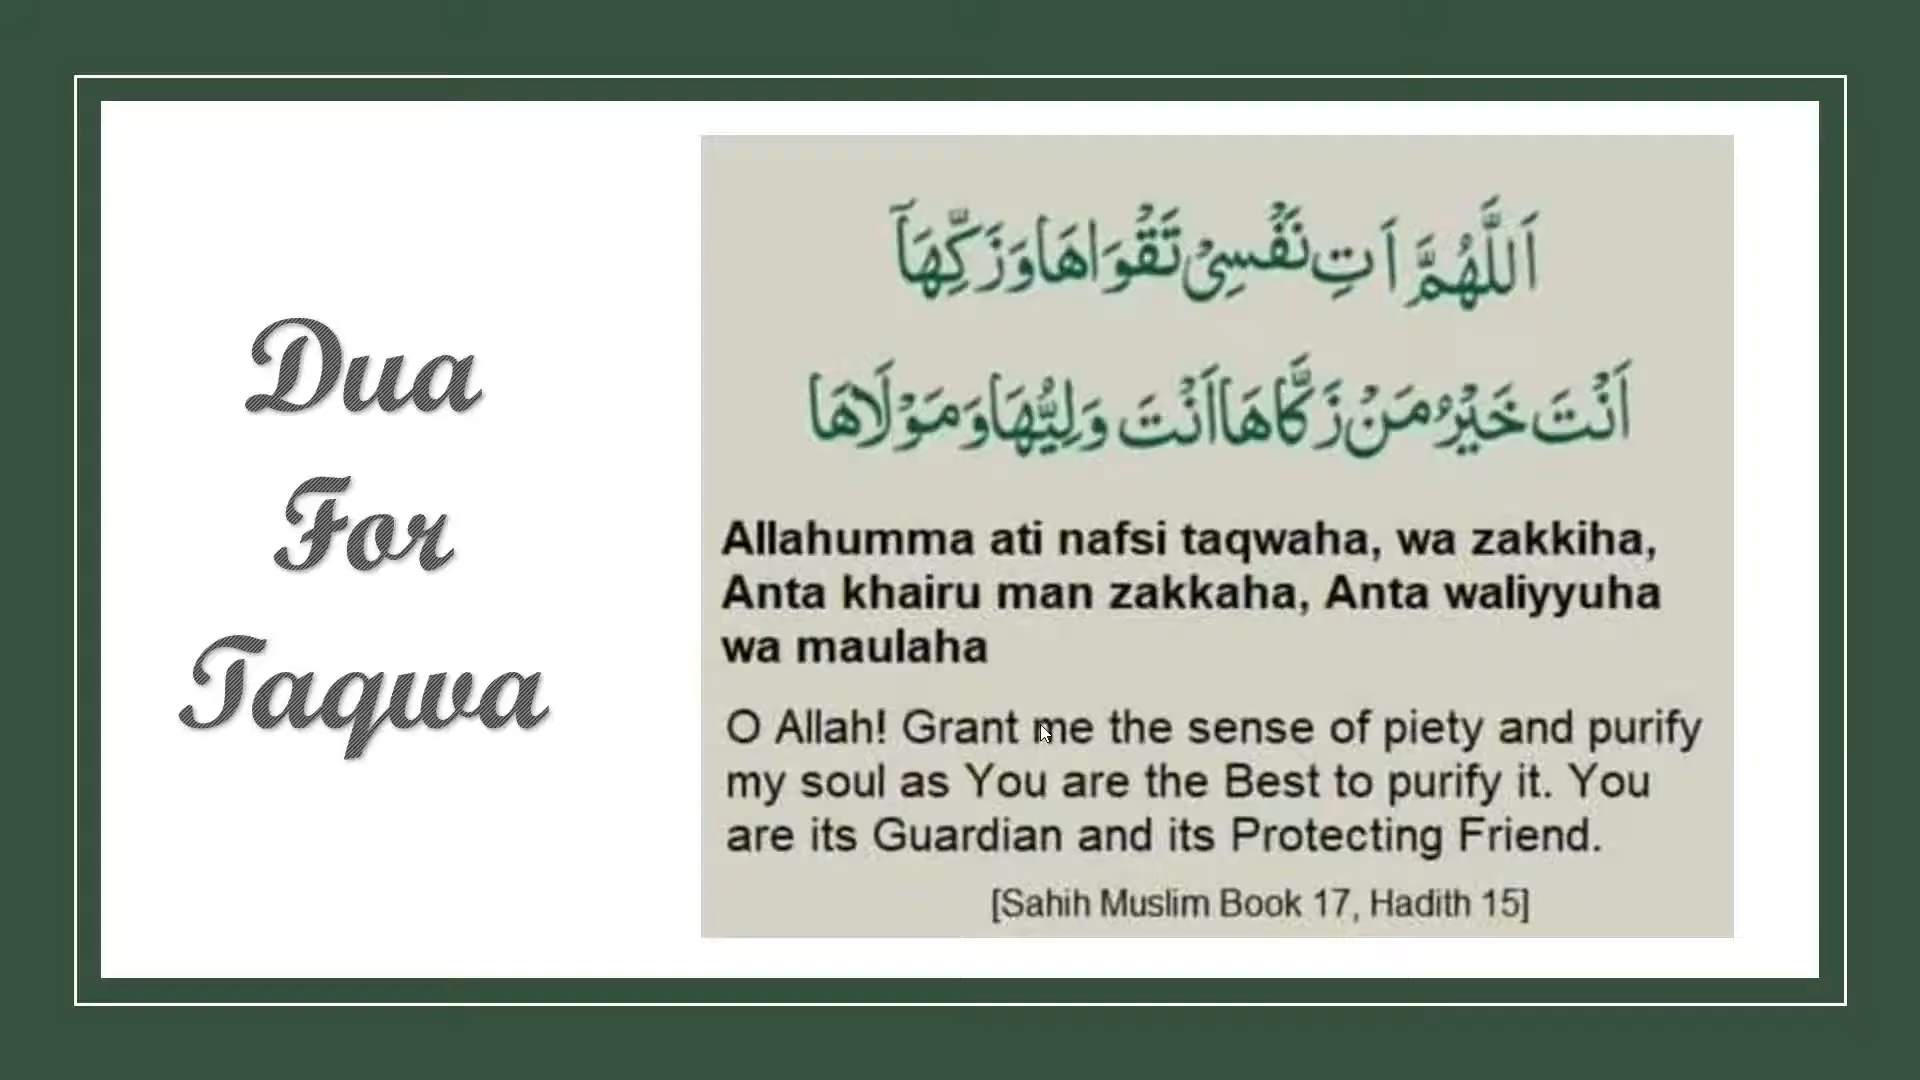 Dua
For
Taqwa
اَللّٰهُمَّ اَتِ نَفْسِىْ تَقْوَاهَا وَزَكِّهَآ
اَنْتَ خَيْرُ مَنْ زَكَّاهَا اَنْتَ وَلِيُّهَا وَمَوْلَاهَا
Allahumma ati nafsi taqwaha, wa zakkiha,
Anta khairu man zakkaha, Anta waliyyuha
wa maulaha
O Allah! Grant me the sense of piety and purify
my soul as You are the Best to purify it. You
are its Guardian and its Protecting Friend.
[Sahih Muslim Book 17, Hadith 15]